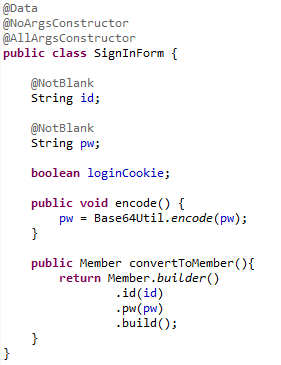 @Data
@NoArgsConstructor
@AllArgsConstructor
public class SignInForm {
@NotBlank
String id;
@NotBlank
String pw;
boolean loginCookie;
public void encode() {
pw = Base64Util.encode(pw);
}
public Member convertToMember(){
return Member.builder()
.id(id)
.pw(pw)
.build();
}
}